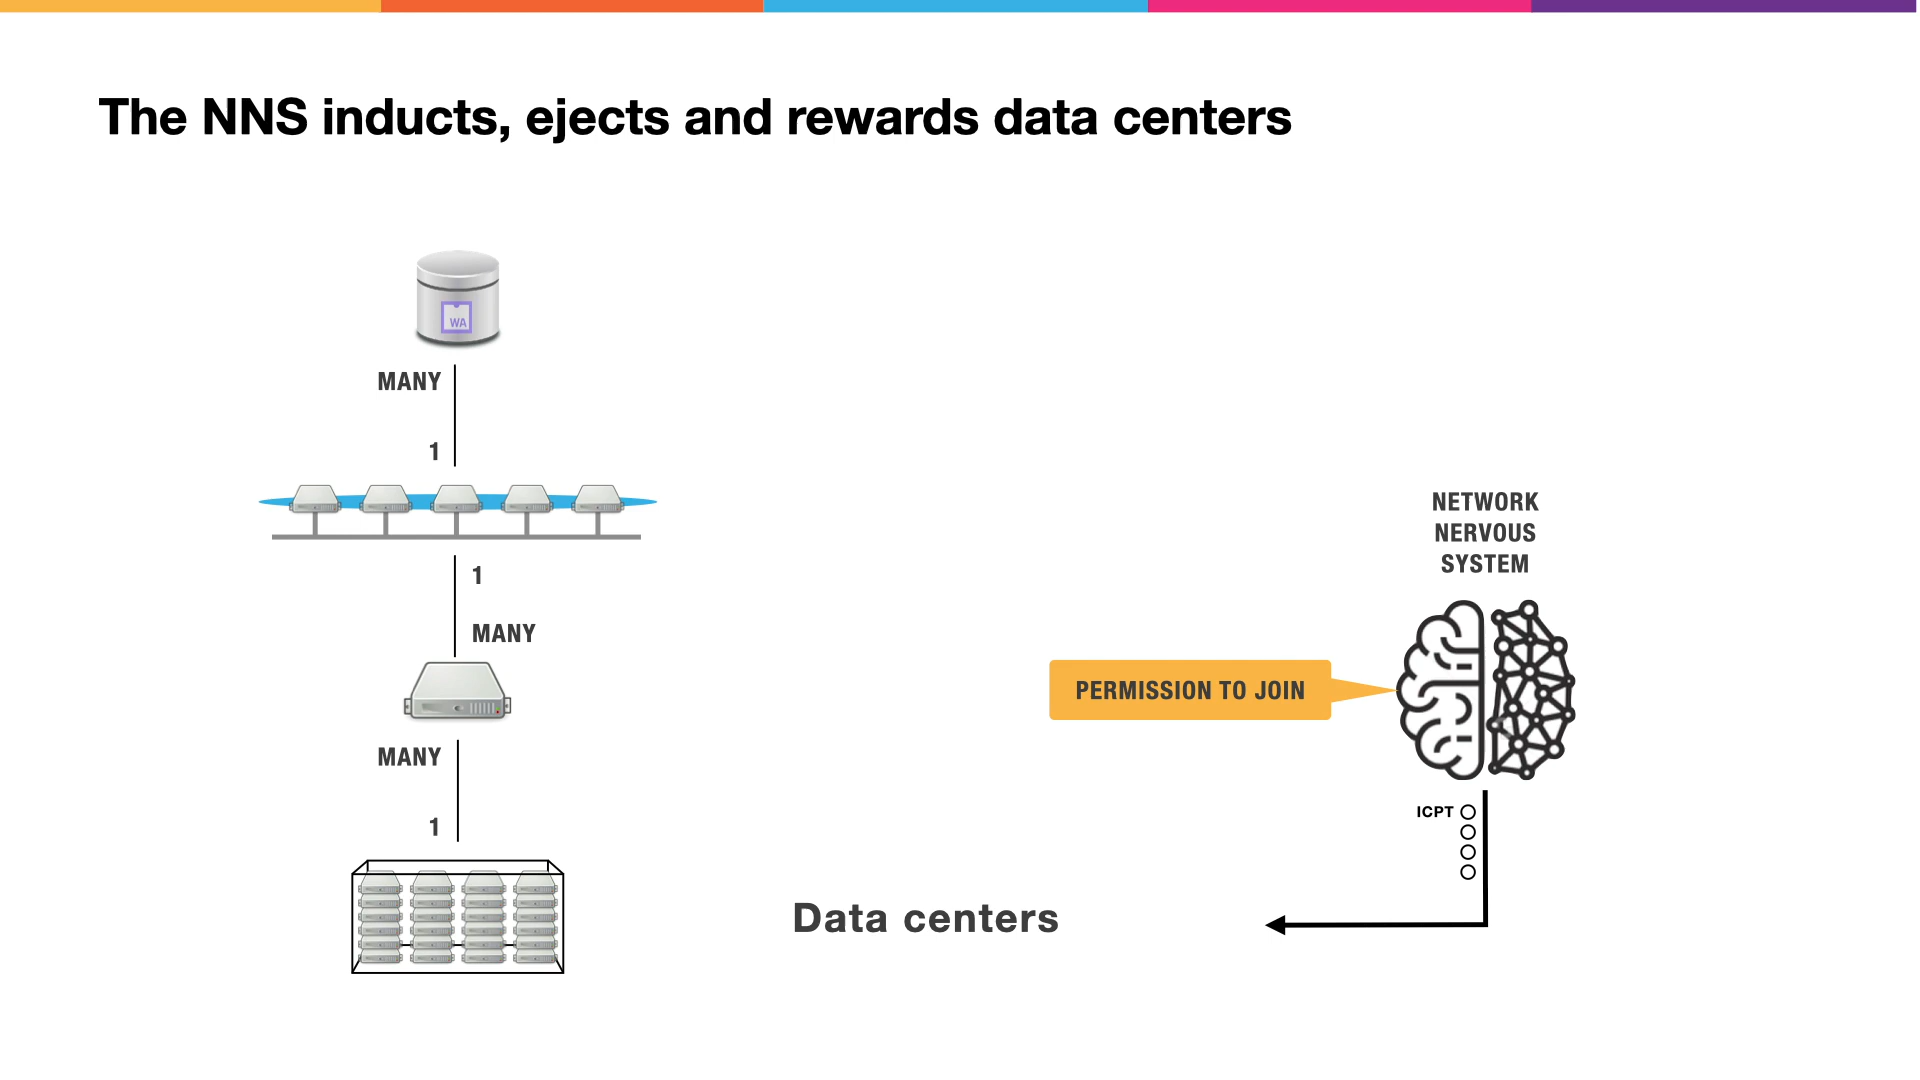 The NNS inducts, ejects and rewards data centers
WA
MANY
1
1
MANY
MANY
1
NETWORK
NERVOUS
SYSTEM
PERMISSION TO JOIN
ICPT
Data centers